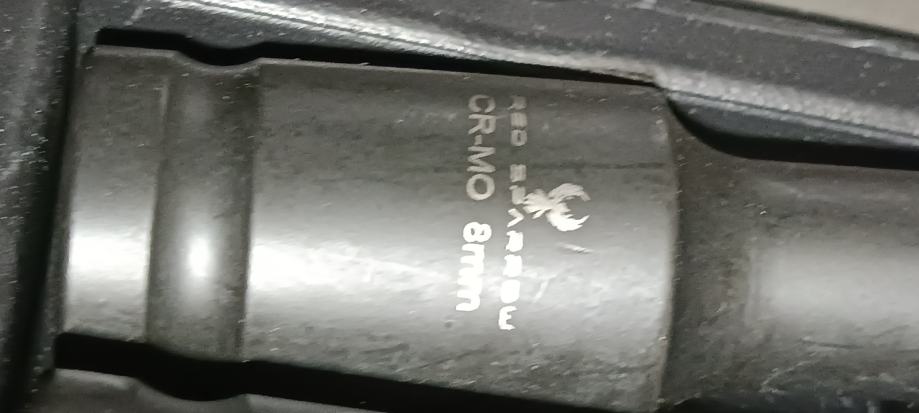 RED SPARROW
CR-MO 8mm